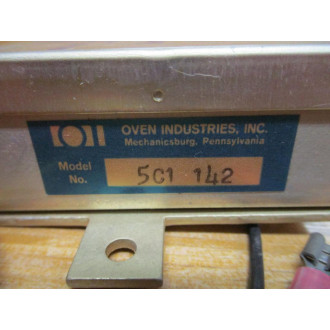 OVEN INDUSTRIES, INC.
Mechanicsburg, Pennsylvania
Model No. 5C1 142